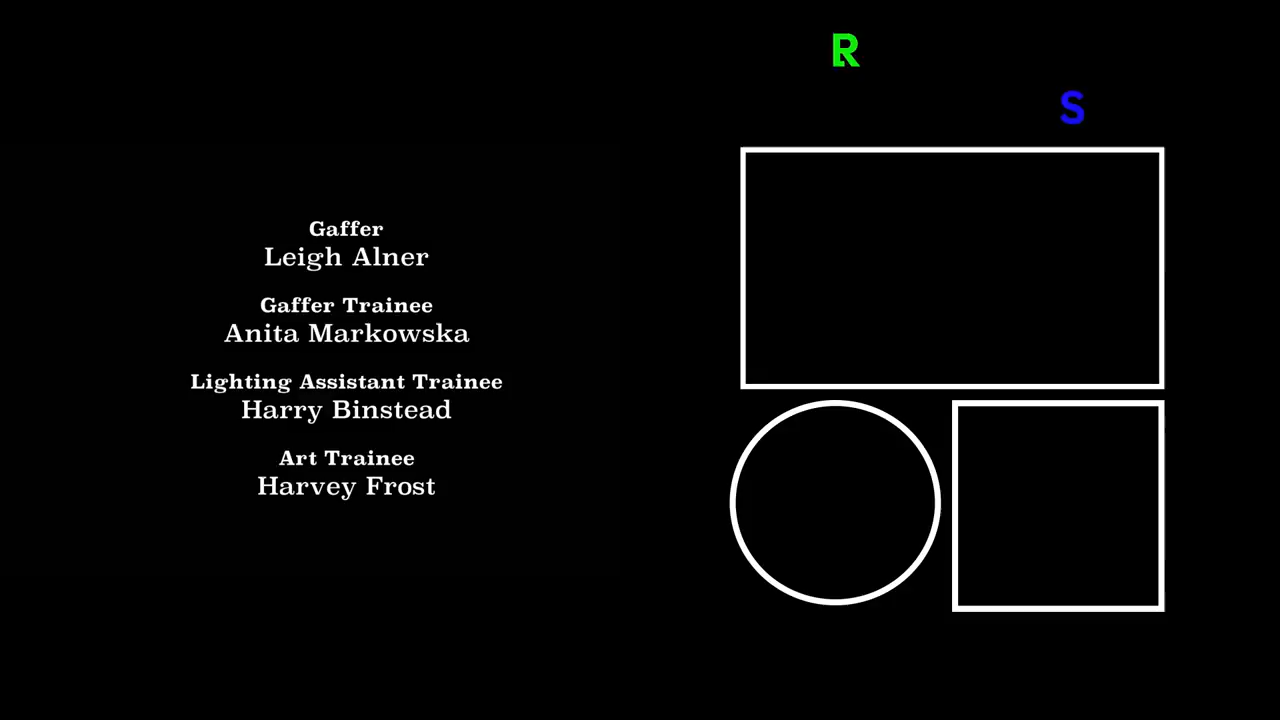 Gaffer
Leigh Alner
Gaffer Trainee
Anita Markowska
Lighting Assistant Trainee
Harry Binstead
Art Trainee
Harvey Frost
R
S